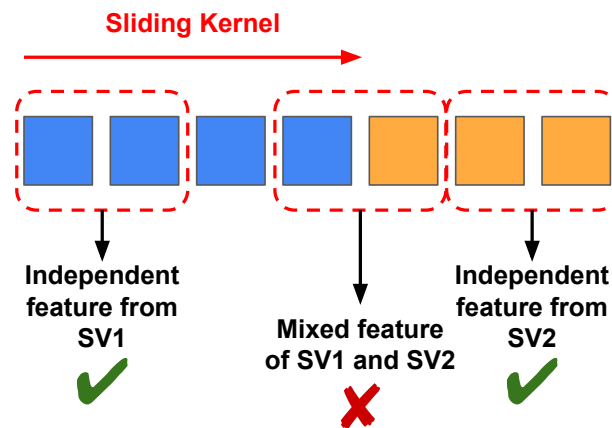 Sliding Kernel
Independent
feature from
SV1
Mixed feature
of SV1 and SV2
Independent
feature from
SV2